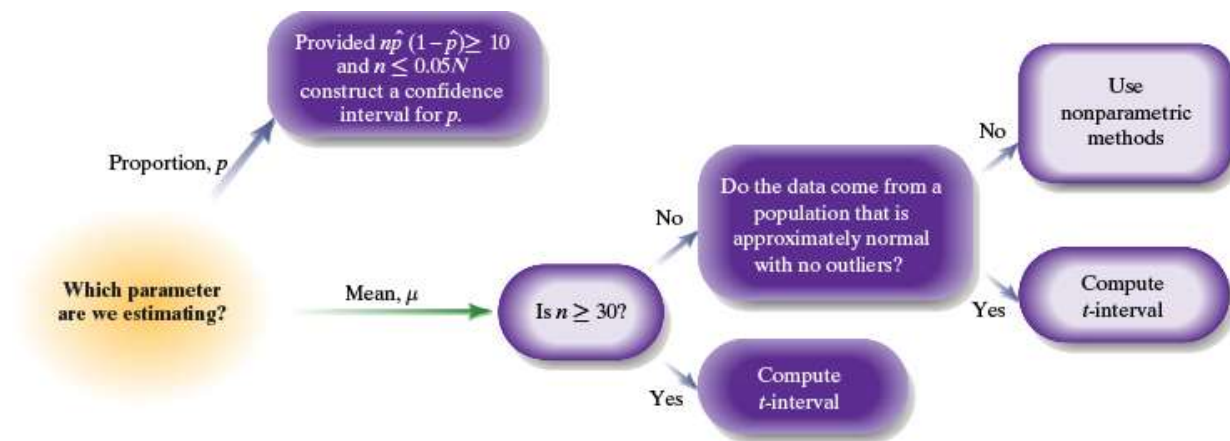 Provided np̂ (1−p̂)≥ 10
and n ≤ 0.05N
construct a confidence
interval for p.
Proportion, p
Which parameter
are we estimating?
Mean, μ
Is n ≥ 30?
No
Do the data come from a
population that is
approximately normal
with no outliers?
No
Use
nonparametric
methods
Yes
Compute
t-interval
Yes
Compute
t-interval